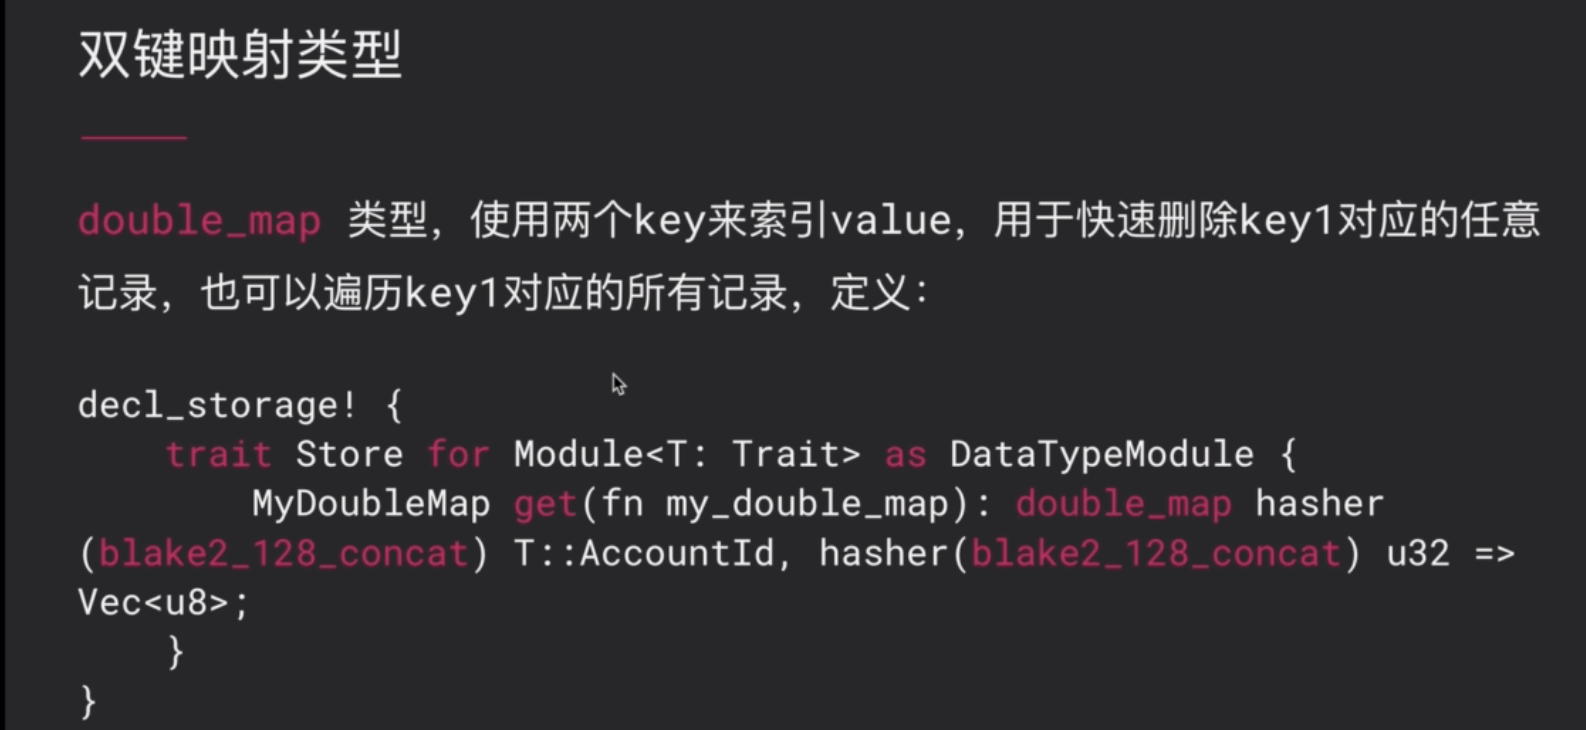 双键映射类型
double_map 类型，使用两个key来索引value，用于快速删除key1对应的任意
记录，也可以遍历key1对应的所有记录，定义：
decl_storage! {
    trait Store for Module<T: Trait> as DataTypeModule {
        MyDoubleMap get(fn my_double_map): double_map hasher
(blake2_128_concat) T::AccountId, hasher(blake2_128_concat) u32 =>
Vec<u8>;
    }
}